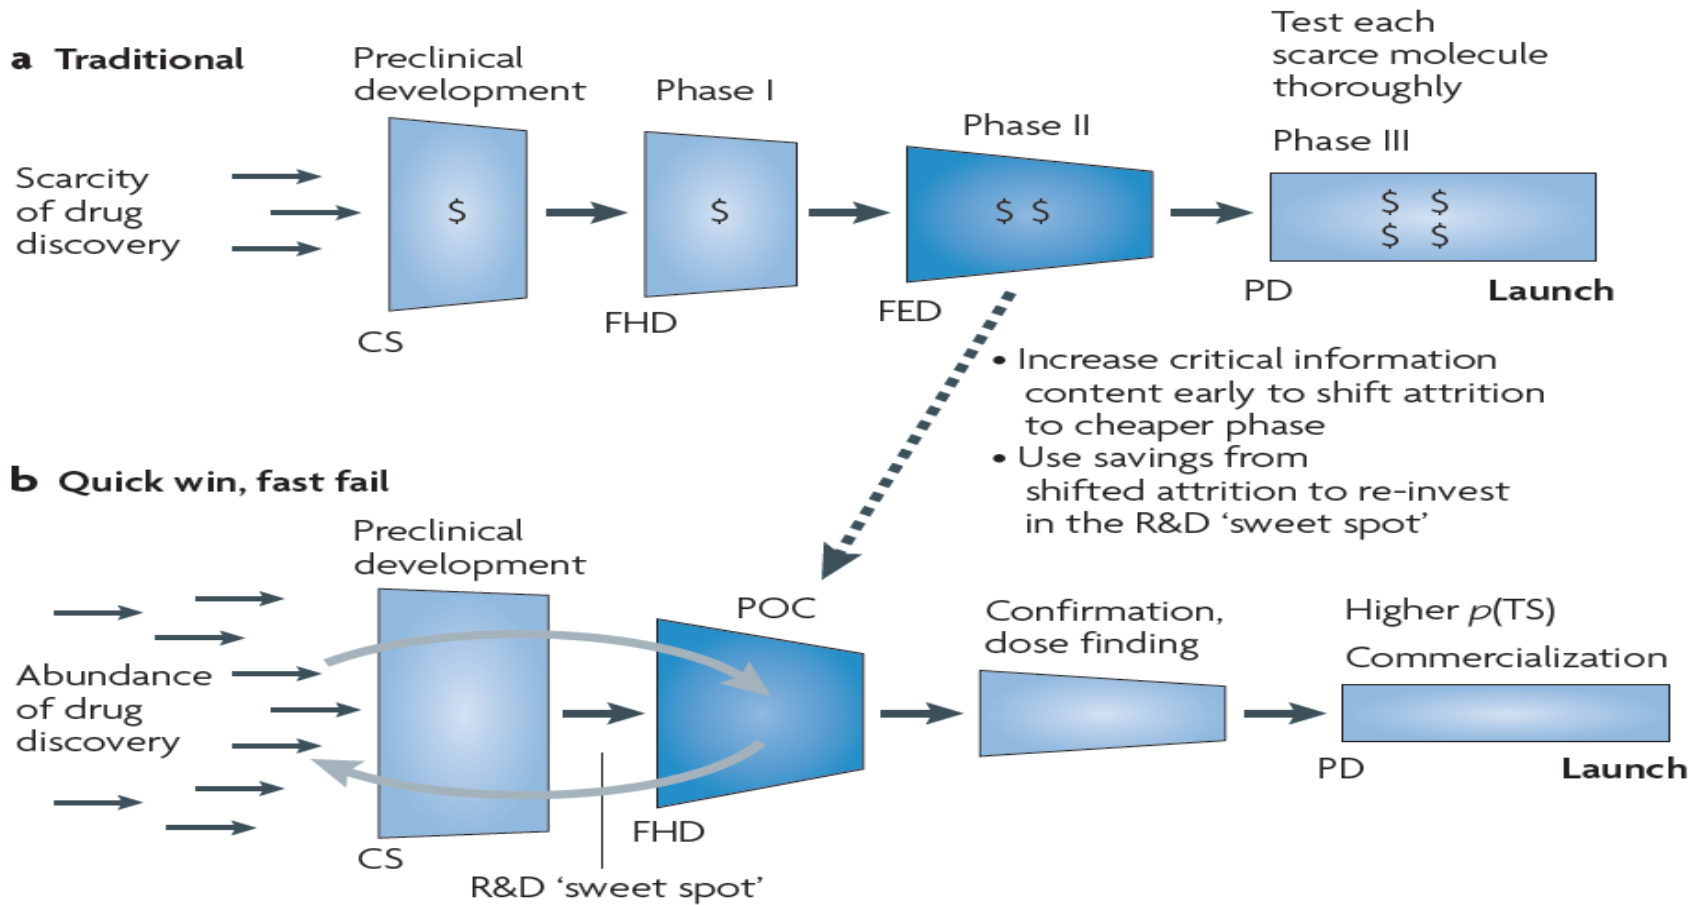 a Traditional
Preclinical
development
Phase I
Phase II
Test each
scarce molecule
thoroughly
Phase III
Scarcity
of drug
discovery
$
$
$ $
$ $
$ $
CS
FHD
FED
PD
Launch
• Increase critical information
content early to shift attrition
to cheaper phase
• Use savings from
shifted attrition to re-invest
in the R&D ‘sweet spot’
b Quick win, fast fail
Preclinical
development
POC
Confirmation,
dose finding
Higher p(TS)
Commercialization
Abundance
of drug
discovery
CS
FHD
PD
Launch
R&D ‘sweet spot’